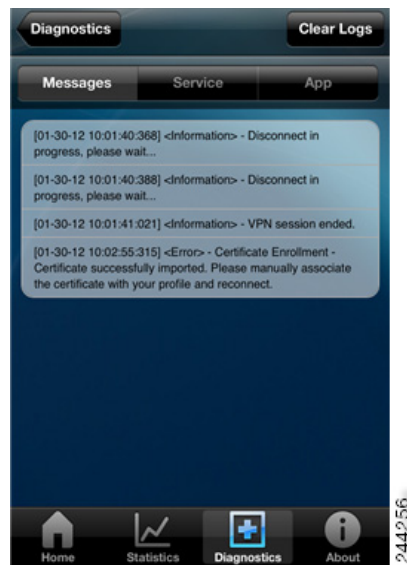 Diagnostics
Clear Logs
Messages
Service
App
[01-30-12 10:01:40:368] <Information> - Disconnect in
progress, please wait...
[01-30-12 10:01:40:388] <Information> - Disconnect in
progress, please wait...
[01-30-12 10:01:41:021] <Information> - VPN session ended.
[01-30-12 10:02:55:315] <Error> - Certificate Enrollment -
Certificate successfully imported. Please manually associate
the certificate with your profile and reconnect.
Home
Statistics
Diagnostics
About
244256